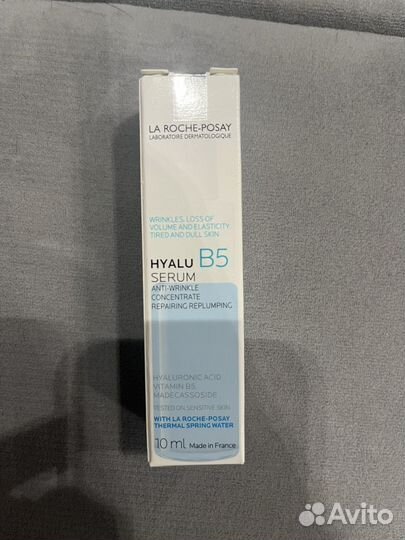 LA ROCHE-POSAY
LABORATOIRE DERMATOLOGIQUE
WRINKLES, LOSS OF
VOLUME AND ELASTICITY,
TIRED AND DULL SKIN
HYALU B5
SERUM
ANTI-WRINKLE
CONCENTRATE
REPAIRING REPLUMPING
HYALURONIC ACID
VITAMIN B5
MADECASSOSIDE
TESTED ON SENSITIVE SKIN
WITH LA ROCHE-POSAY
THERMAL SPRING WATER
10 ml Made in France
Avito